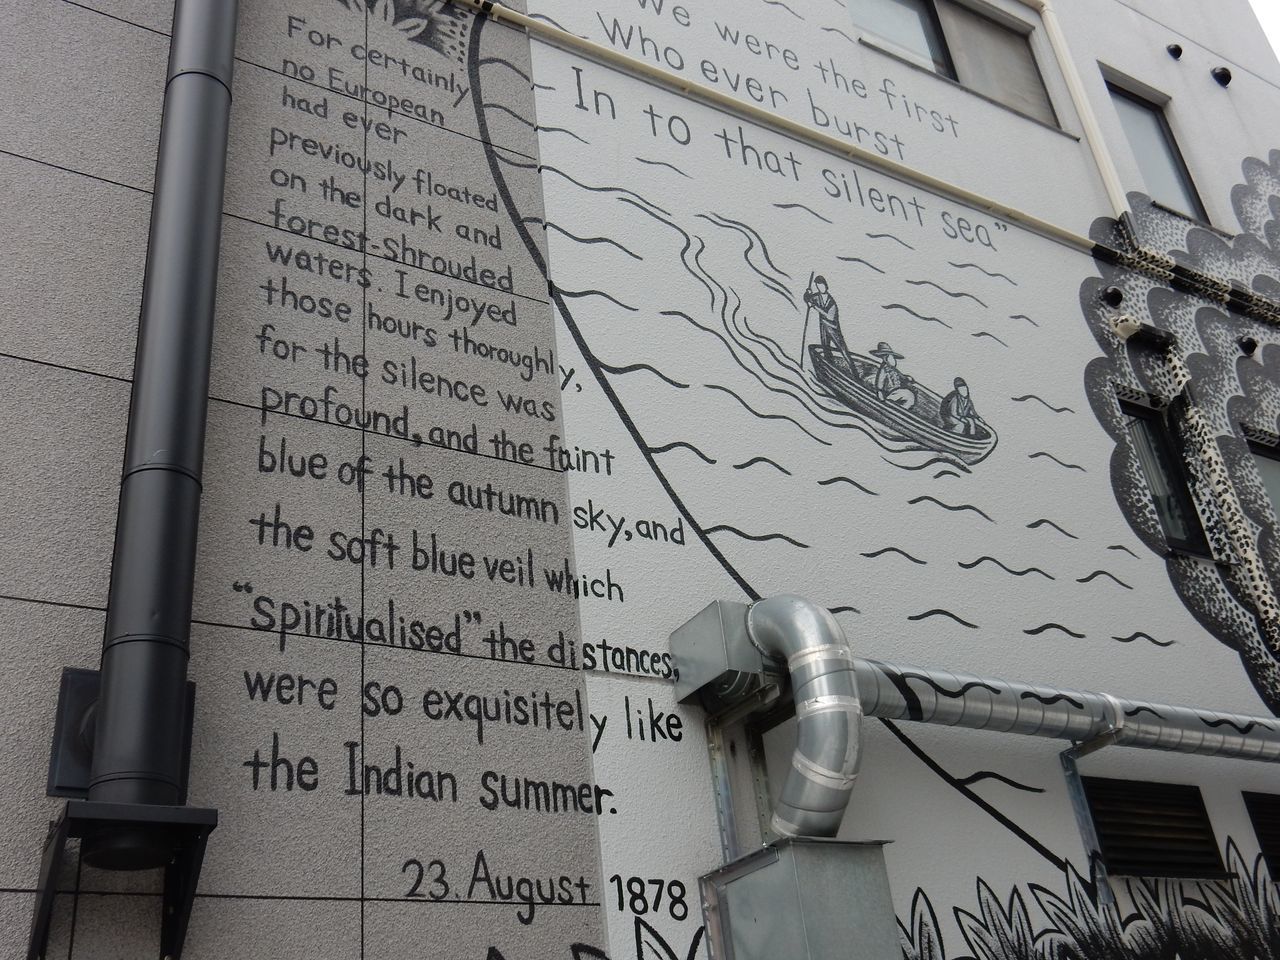 We were the first
Who ever burst
In to that silent sea”
For certainly
no European
had ever
previously floated
on the dark and
forest-Shrouded
waters. I enjoyed
those hours thoroughly,
for the silence was
profound, and the faint
blue of the autumn sky, and
the soft blue veil which
“spiritualised” the distances,
were so exquisitely like
the Indian summer.
23. August 1878